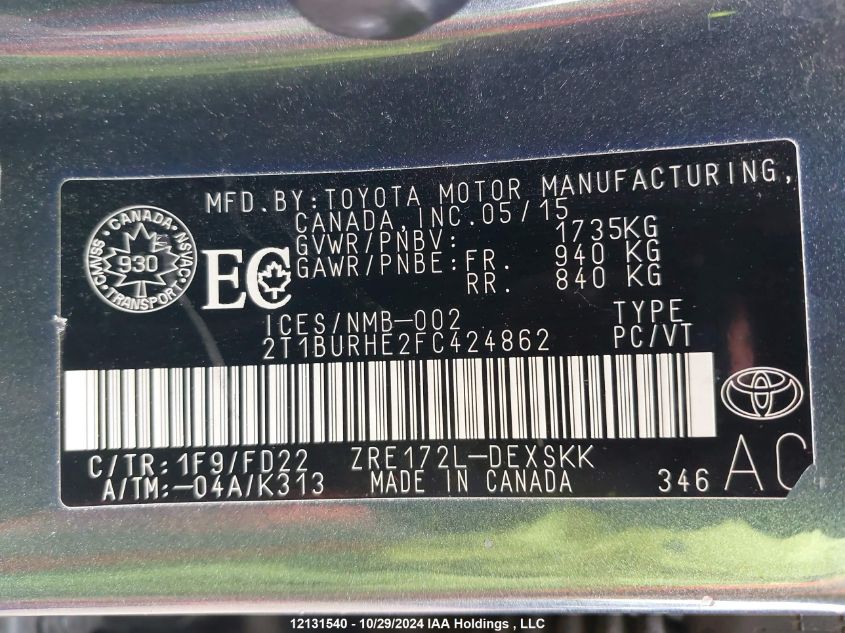 MFD.BY:TOYOTA MOTOR MANUFACTURING,
CANADA,INC.05/15
GVWR/PNBV: 1735KG
GAWR/PNBE:FR. 940 KG
RR. 840 KG
CANADA
CMVSS NSVAC
930
TRANSPORT
EC
ICES/NMB-002 TYPE
2T1BURHE2FC424862 PC/VT
C/TR:1F9/FD22 ZRE172L-DEXSKK
A/TM:-04A/K313 MADE IN CANADA 346 AC
12131540 - 10/29/2024 IAA Holdings , LLC